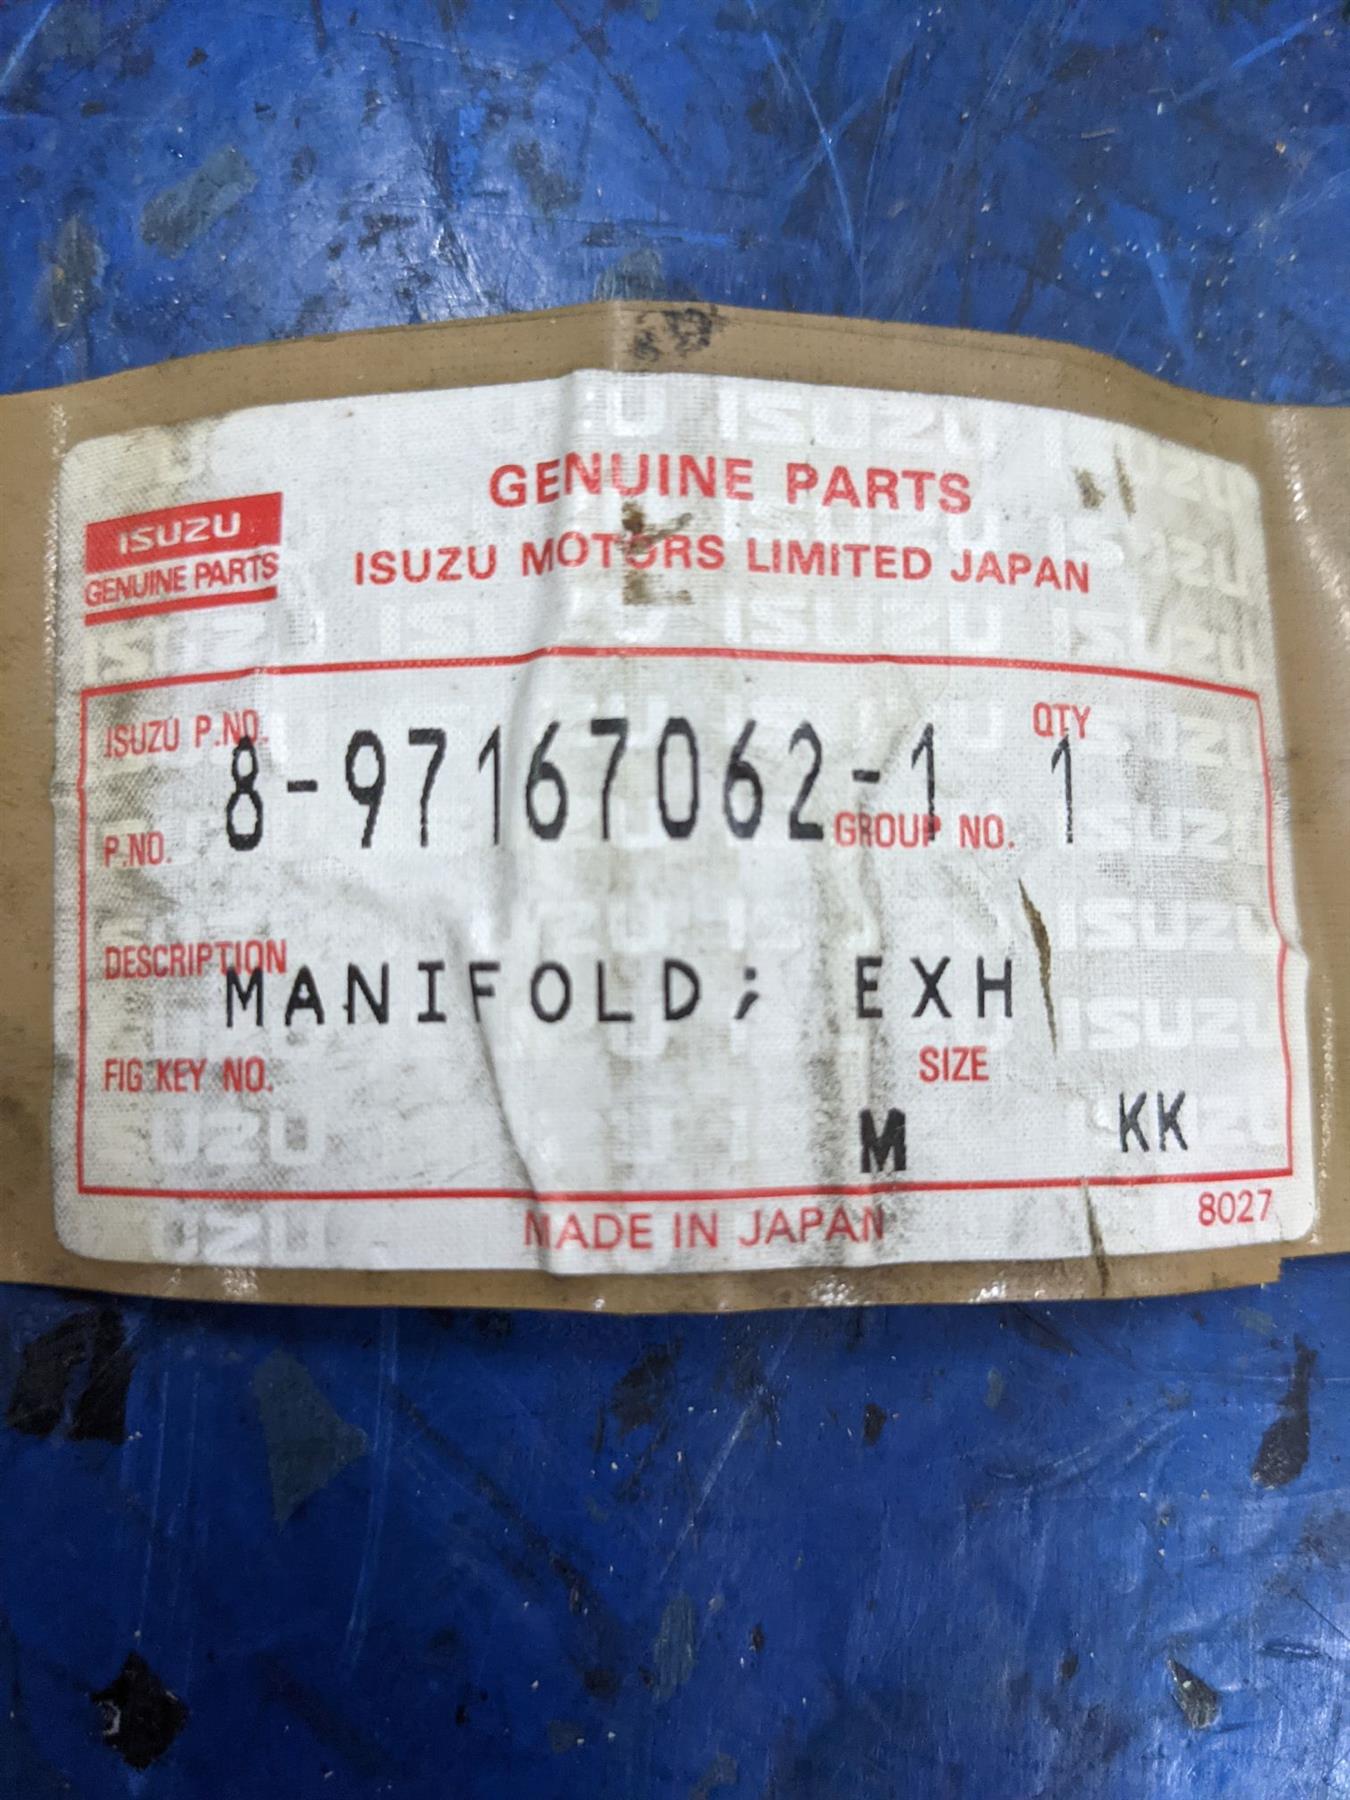 GENUINE PARTS
ISUZU
GENUINE PARTS
ISUZU MOTORS LIMITED JAPAN
ISUZU P.NO. 8-97167062-1
QTY 1
P.NO.
GROUP NO.
DESCRIPTION
MANIFOLD; EXH
FIG KEY NO.
SIZE
M KK
MADE IN JAPAN
8027